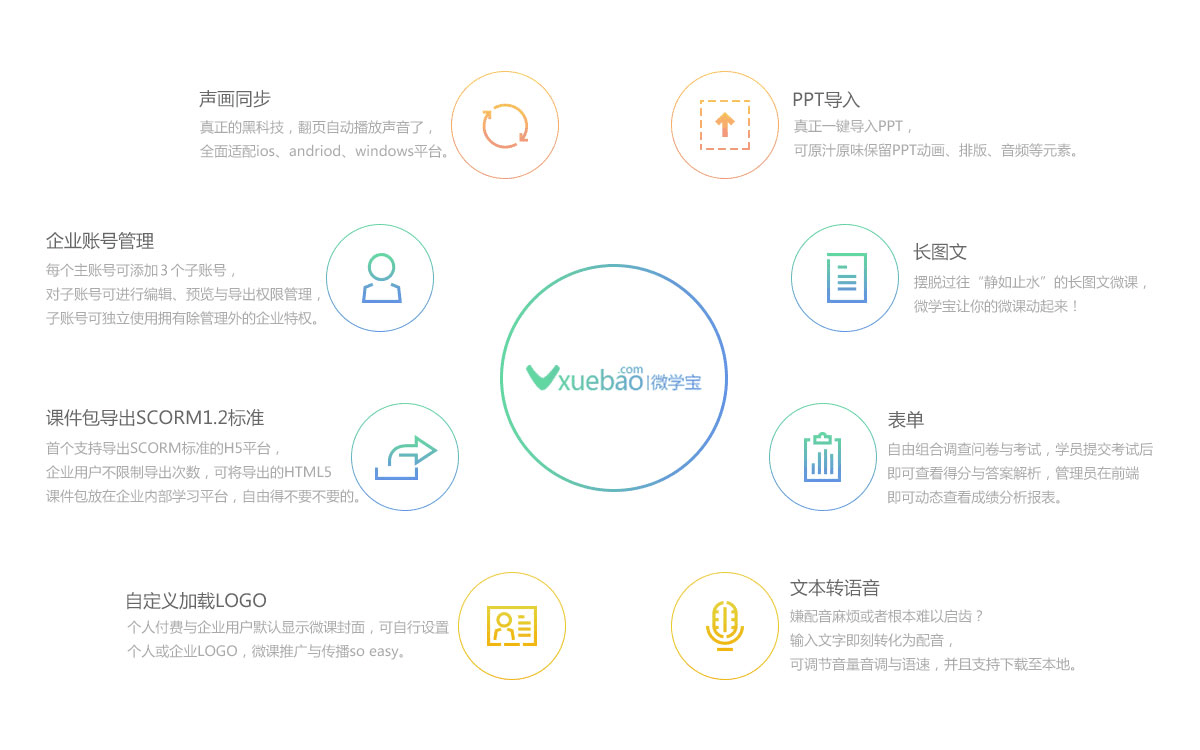 声画同步
真正的黑科技，翻页自动播放声音了，
全面适配ios、andriod、windows平台。
PPT导入
真正一键导入PPT，
可原汁原味保留PPT动画、排版、音频等元素。
企业账号管理
每个主账号可添加3个子账号，
对子账号可进行编辑、预览与导出权限管理，
子账号可独立使用拥有除管理外的企业特权。
长图文
摆脱过往“静如止水”的长图文微课，
微学宝让你的微课动起来！
Vxuebao.com|微学宝
课件包导出SCORM1.2标准
首个支持导出SCORM标准的H5平台，
企业用户不限制导出次数，可将导出的HTML5
课件包放在企业内部学习平台，自由得不要不要的。
表单
自由组合调查问卷与考试，学员提交考试后
即可查看得分与答案解析，管理员在前端
即可动态查看成绩分析报表。
自定义加载LOGO
个人付费与企业用户默认显示微课封面，可自行设置
个人或企业LOGO，微课推广与传播so easy。
文本转语音
嫌配音麻烦或者根本难以启齿？
输入文字即刻转化为配音，
可调节音量音调与语速，并且支持下载至本地。